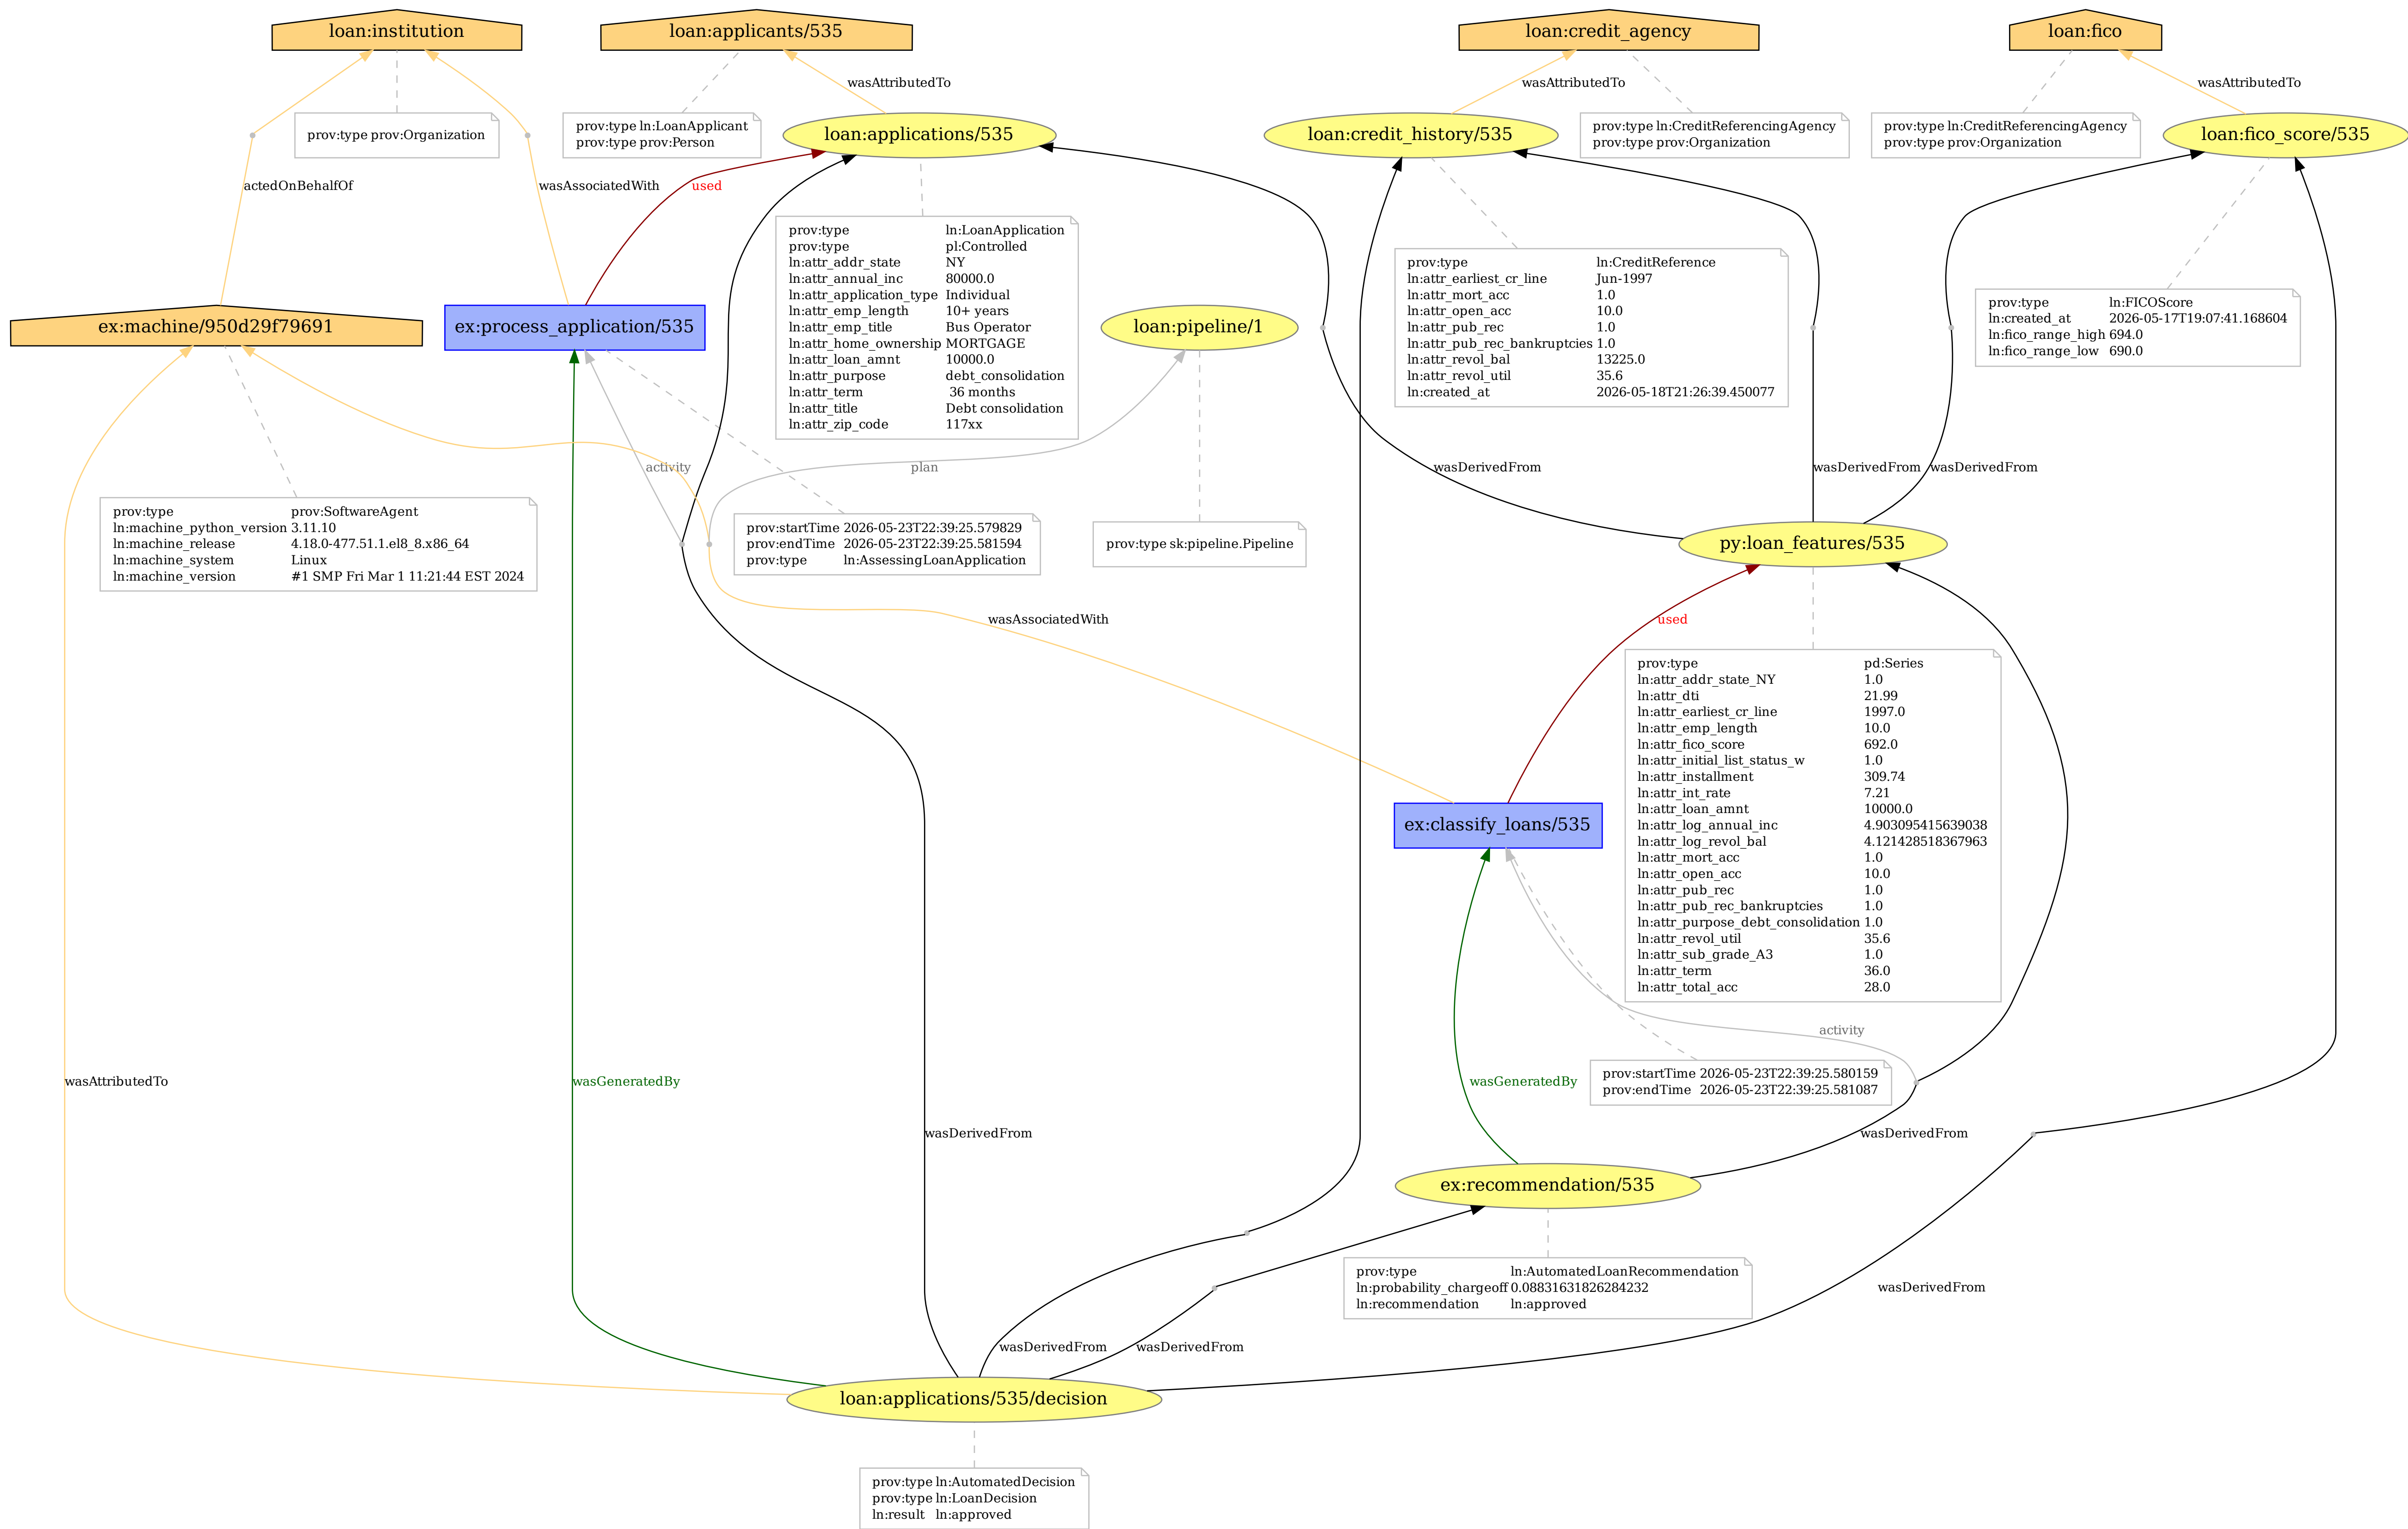 loan:institution
loan:applicants/535
loan:credit_agency
loan:fico
wasAttributedTo
wasAttributedTo
wasAttributedTo
prov:type prov:Organization
prov:type ln:LoanApplicant
prov:type prov:Person
loan:applications/535
loan:credit_history/535
prov:type ln:CreditReferencingAgency
prov:type prov:Organization
prov:type ln:CreditReferencingAgency
prov:type prov:Organization
loan:fico_score/535
actedOnBehalfOf
wasAssociatedWith
used
prov:type ln:LoanApplication
prov:type pl:Controlled
ln:attr_addr_state NY
ln:attr_annual_inc 80000.0
ln:attr_application_type Individual
ln:attr_emp_length 10+ years
ln:attr_emp_title Bus Operator
ln:attr_home_ownership MORTGAGE
ln:attr_loan_amnt 10000.0
ln:attr_purpose debt_consolidation
ln:attr_term 36 months
ln:attr_title Debt consolidation
ln:attr_zip_code 117xx
prov:type ln:CreditReference
ln:attr_earliest_cr_line Jun-1997
ln:attr_mort_acc 1.0
ln:attr_open_acc 10.0
ln:attr_pub_rec 1.0
ln:attr_pub_rec_bankruptcies 1.0
ln:attr_revol_bal 13225.0
ln:attr_revol_util 35.6
ln:created_at 2026-05-18T21:26:39.450077
prov:type ln:FICOScore
ln:created_at 2026-05-17T19:07:41.168604
ln:fico_range_high 694.0
ln:fico_range_low 690.0
ex:machine/950d29f79691
ex:process_application/535
loan:pipeline/1
activity
plan
wasDerivedFrom
wasDerivedFrom
wasDerivedFrom
prov:type prov:SoftwareAgent
ln:machine_python_version 3.11.10
ln:machine_release 4.18.0-477.51.1.el8_8.x86_64
ln:machine_system Linux
ln:machine_version #1 SMP Fri Mar 1 11:21:44 EST 2024
prov:startTime 2026-05-23T22:39:25.579829
prov:endTime 2026-05-23T22:39:25.581594
prov:type ln:AssessingLoanApplication
prov:type sk:pipeline.Pipeline
py:loan_features/535
wasAssociatedWith
used
prov:type pd:Series
ln:attr_addr_state_NY 1.0
ln:attr_dti 21.99
ln:attr_earliest_cr_line 1997.0
ln:attr_emp_length 10.0
ln:attr_fico_score 692.0
ln:attr_initial_list_status_w 1.0
ln:attr_installment 309.74
ln:attr_int_rate 7.21
ln:attr_loan_amnt 10000.0
ln:attr_log_annual_inc 4.903095415639038
ln:attr_log_revol_bal 4.121428518367963
ln:attr_mort_acc 1.0
ln:attr_open_acc 10.0
ln:attr_pub_rec 1.0
ln:attr_pub_rec_bankruptcies 1.0
ln:attr_purpose_debt_consolidation 1.0
ln:attr_revol_util 35.6
ln:attr_sub_grade_A3 1.0
ln:attr_term 36.0
ln:attr_total_acc 28.0
ex:classify_loans/535
activity
wasAttributedTo
wasGeneratedBy
wasGeneratedBy
prov:startTime 2026-05-23T22:39:25.580159
prov:endTime 2026-05-23T22:39:25.581087
wasDerivedFrom
wasDerivedFrom
ex:recommendation/535
prov:type ln:AutomatedLoanRecommendation
ln:probability_chargeoff 0.08831631826284232
ln:recommendation ln:approved
wasDerivedFrom
wasDerivedFrom
wasDerivedFrom
loan:applications/535/decision
prov:type ln:AutomatedDecision
prov:type ln:LoanDecision
ln:result ln:approved